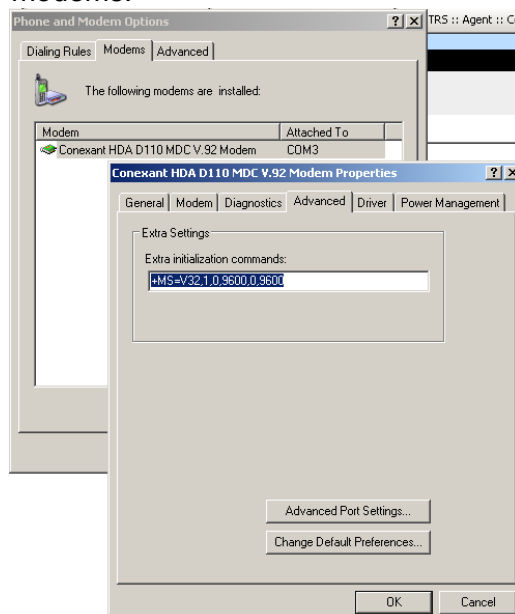 modems.
Phone and Modem Options
TRS :: Agent :: C
Dialing Rules Modems Advanced
The following modems are installed:
Modem Attached To
Conexant HDA D110 MDC V.92 Modem COM3
Conexant HDA D110 MDC V.92 Modem Properties
General Modem Diagnostics Advanced Driver Power Management
Extra Settings
Extra initialization commands:
+MS=V32,1,0,9600,0,9600
Advanced Port Settings...
Change Default Preferences...
OK Cancel